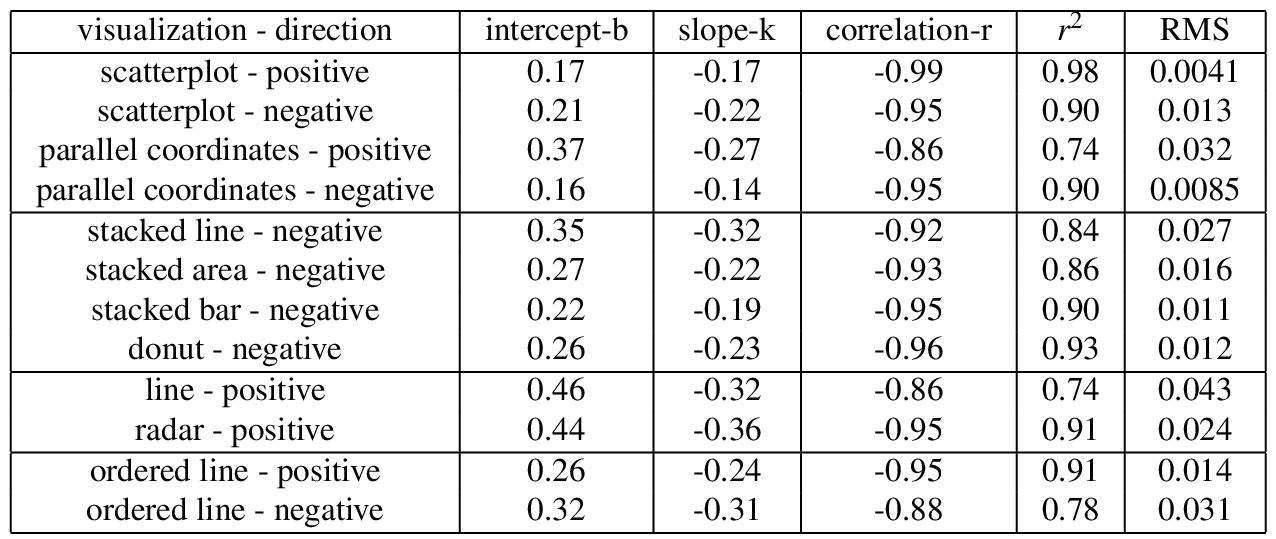 visualization - direction intercept-b slope-k correlation-r r² RMS
scatterplot - positive 0.17 -0.17 -0.99 0.98 0.0041
scatterplot - negative 0.21 -0.22 -0.95 0.90 0.013
parallel coordinates - positive 0.37 -0.27 -0.86 0.74 0.032
parallel coordinates - negative 0.16 -0.14 -0.95 0.90 0.0085
stacked line - negative 0.35 -0.32 -0.92 0.84 0.027
stacked area - negative 0.27 -0.22 -0.93 0.86 0.016
stacked bar - negative 0.22 -0.19 -0.95 0.90 0.011
donut - negative 0.26 -0.23 -0.96 0.93 0.012
line - positive 0.46 -0.32 -0.86 0.74 0.043
radar - positive 0.44 -0.36 -0.95 0.91 0.024
ordered line - positive 0.26 -0.24 -0.95 0.91 0.014
ordered line - negative 0.32 -0.31 -0.88 0.78 0.031